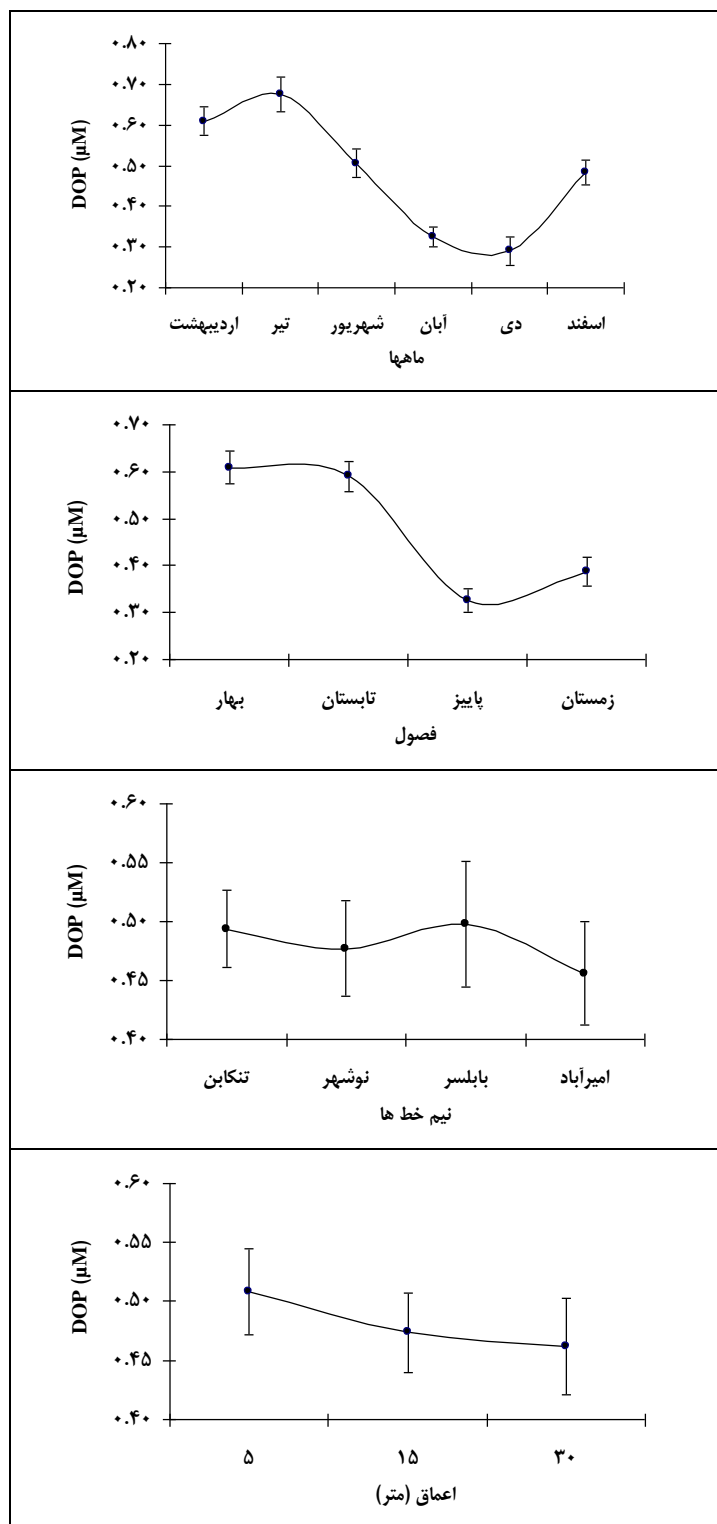 DOP (µM)
۰.۸۰
۰.۷۰
۰.۶۰
۰.۵۰
۰.۴۰
۰.۳۰
۰.۲۰
اردیبهشت تیر شهریور آبان دی اسفند
ماهها
DOP (µM)
۰.۷۰
۰.۶۰
۰.۵۰
۰.۴۰
۰.۳۰
۰.۲۰
بهار تابستان پاییز زمستان
فصول
DOP (µM)
۰.۶۰
۰.۵۵
۰.۵۰
۰.۴۵
۰.۴۰
تنکابن نوشهر بابلسر امیرآباد
نیم خط ها
DOP (µM)
۰.۶۰
۰.۵۵
۰.۵۰
۰.۴۵
۰.۴۰
۵ ۱۵ ۳۰
اعماق (متر)